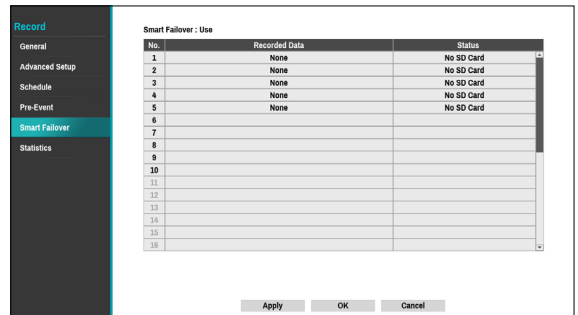 Record
General
Advanced Setup
Schedule
Pre-Event
Smart Failover
Statistics
Smart Failover : Use
No. Recorded Data Status
1 None No SD Card
2 None No SD Card
3 None No SD Card
4 None No SD Card
5 None No SD Card
6
7
8
9
10
11
12
13
14
15
16
Apply OK Cancel